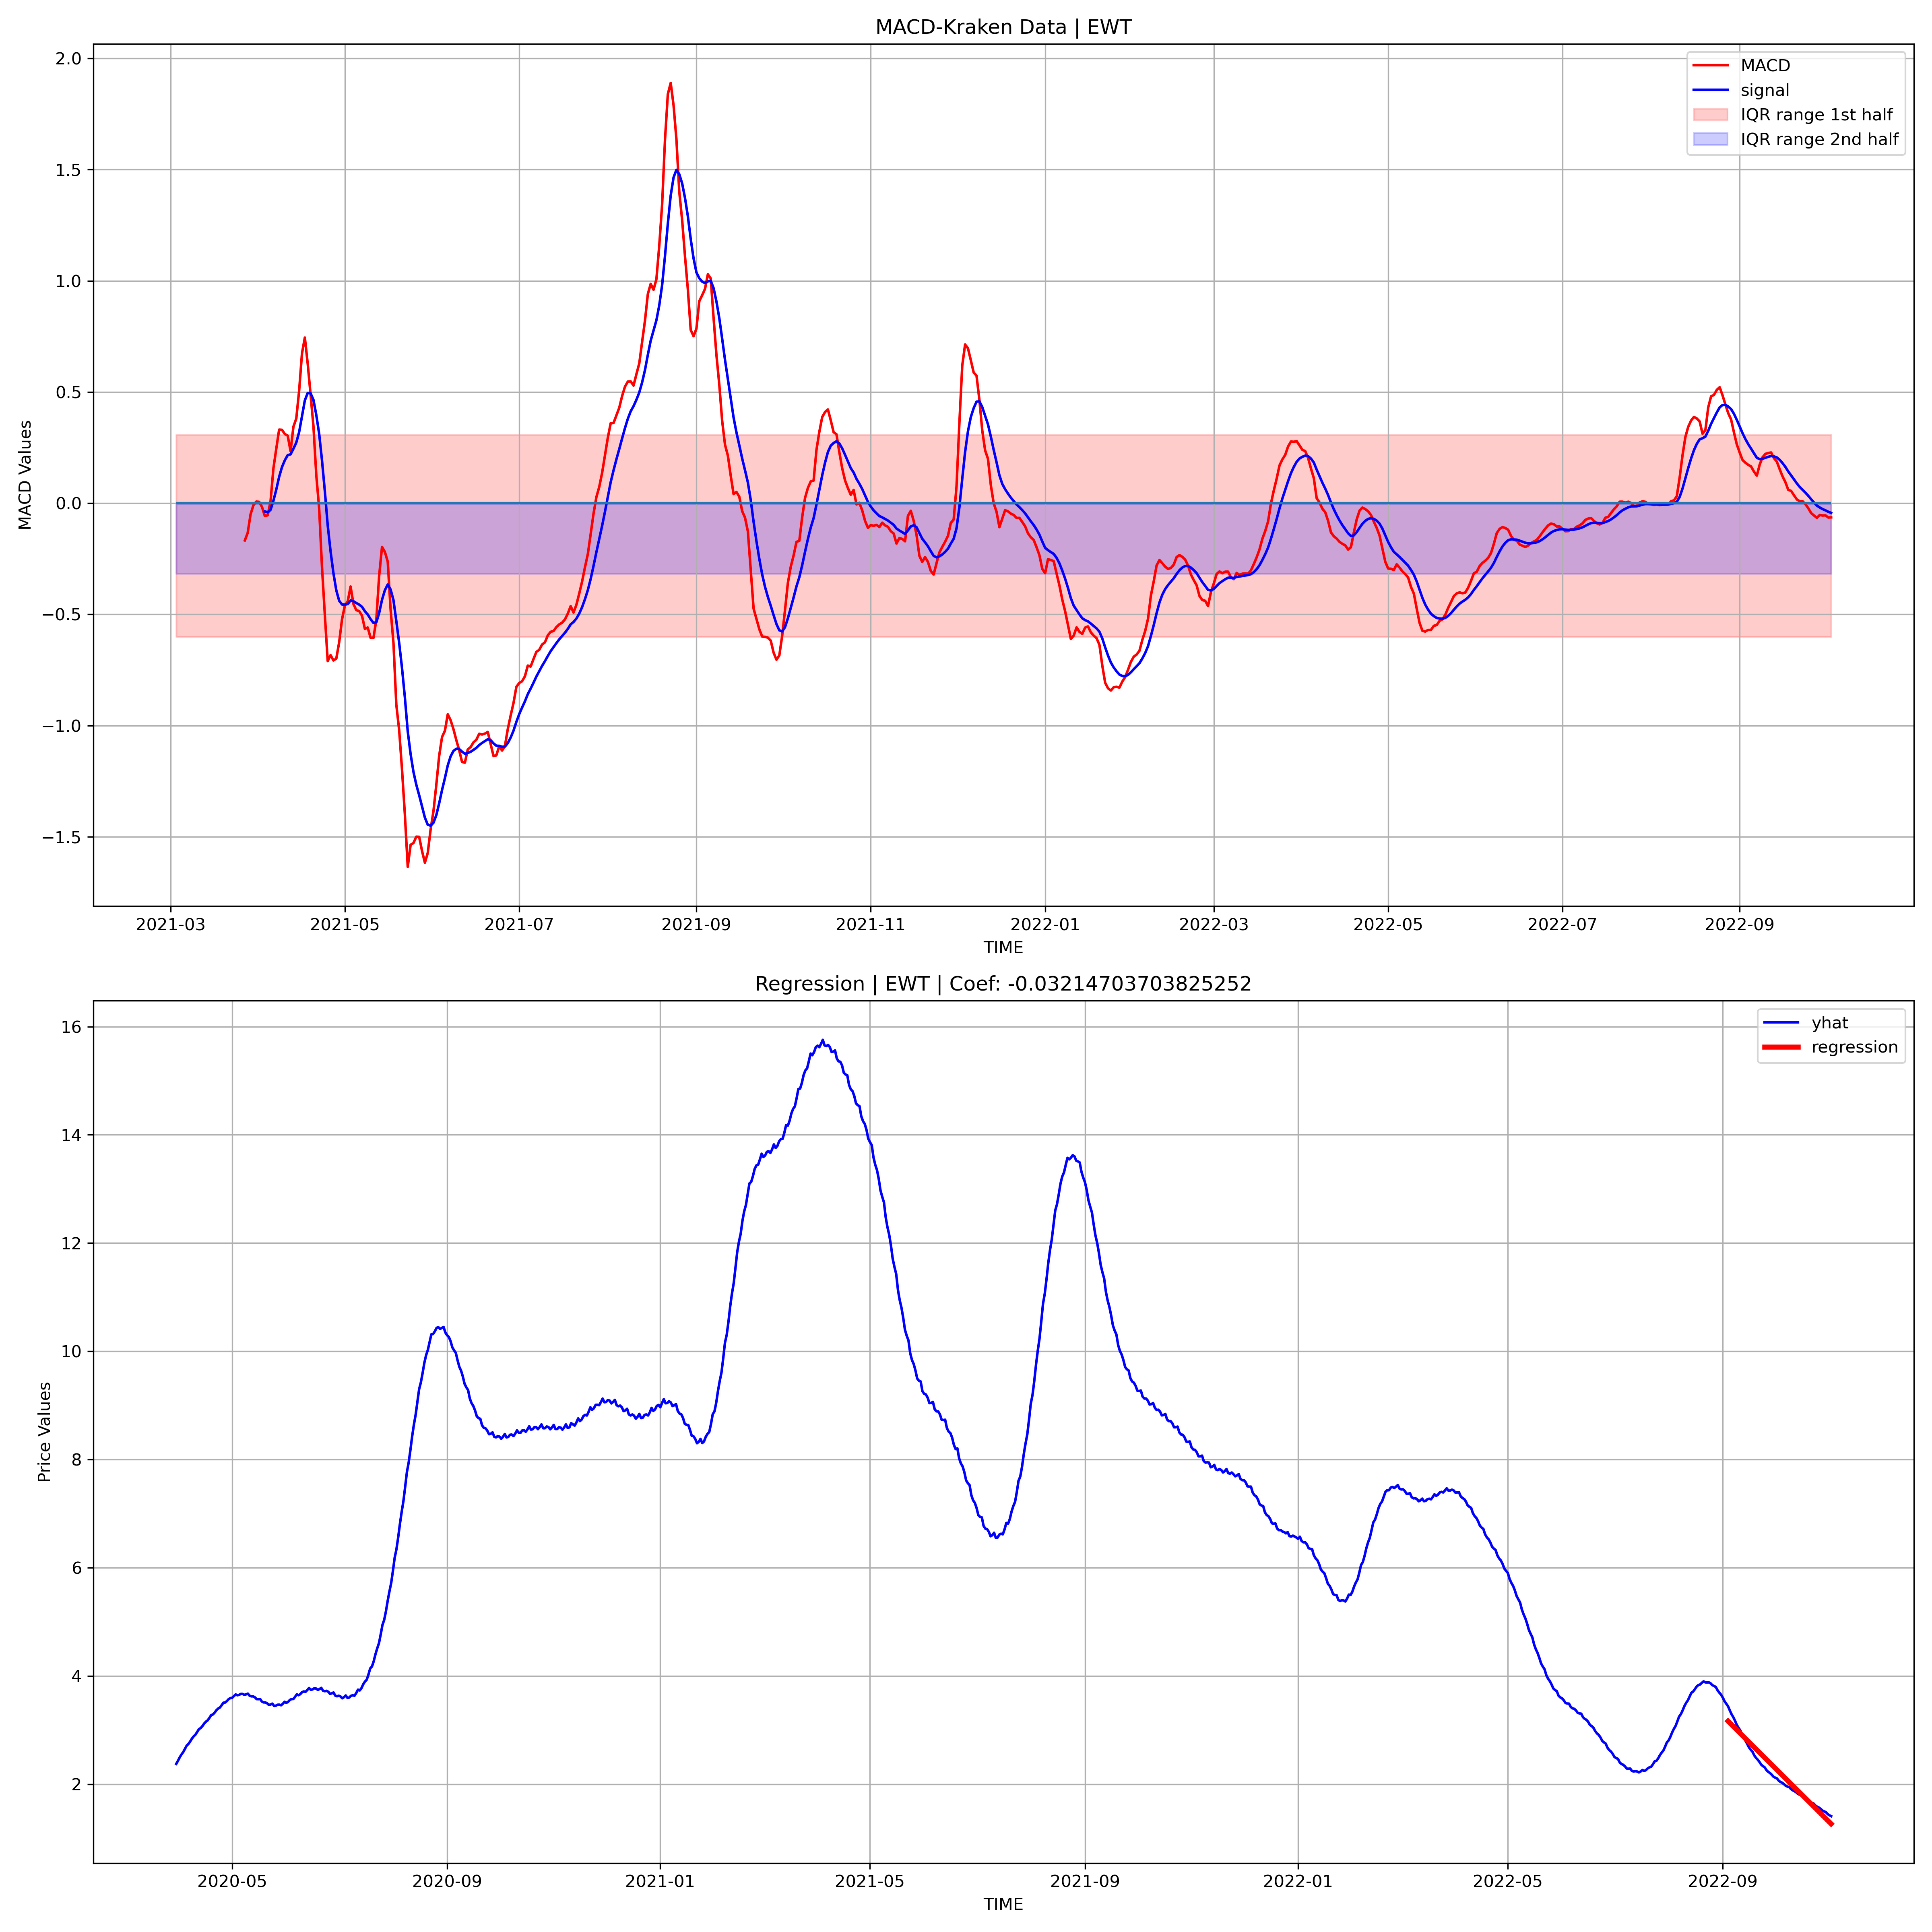 MACD-Kraken Data | EWT
MACD
signal
IQR range 1st half
IQR range 2nd half
MACD Values
2.0
1.5
1.0
0.5
0.0
−0.5
−1.0
−1.5
2021-03 2021-05 2021-07 2021-09 2021-11 2022-01 2022-03 2022-05 2022-07 2022-09
TIME
Regression | EWT | Coef: -0.03214703703825252
yhat
regression
Price Values
16
14
12
10
8
6
4
2
2020-05 2020-09 2021-01 2021-05 2021-09 2022-01 2022-05 2022-09
TIME